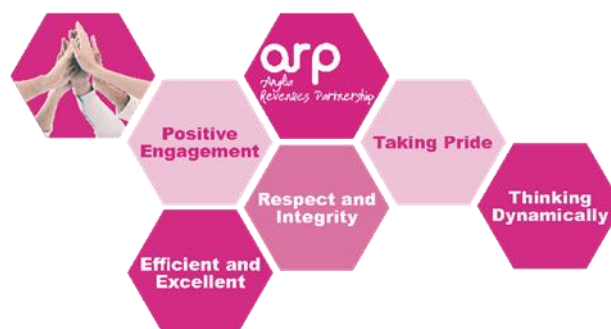 arp
Anglia
Revenues Partnership
Positive
Engagement
Taking Pride
Respect and
Integrity
Thinking
Dynamically
Efficient and
Excellent